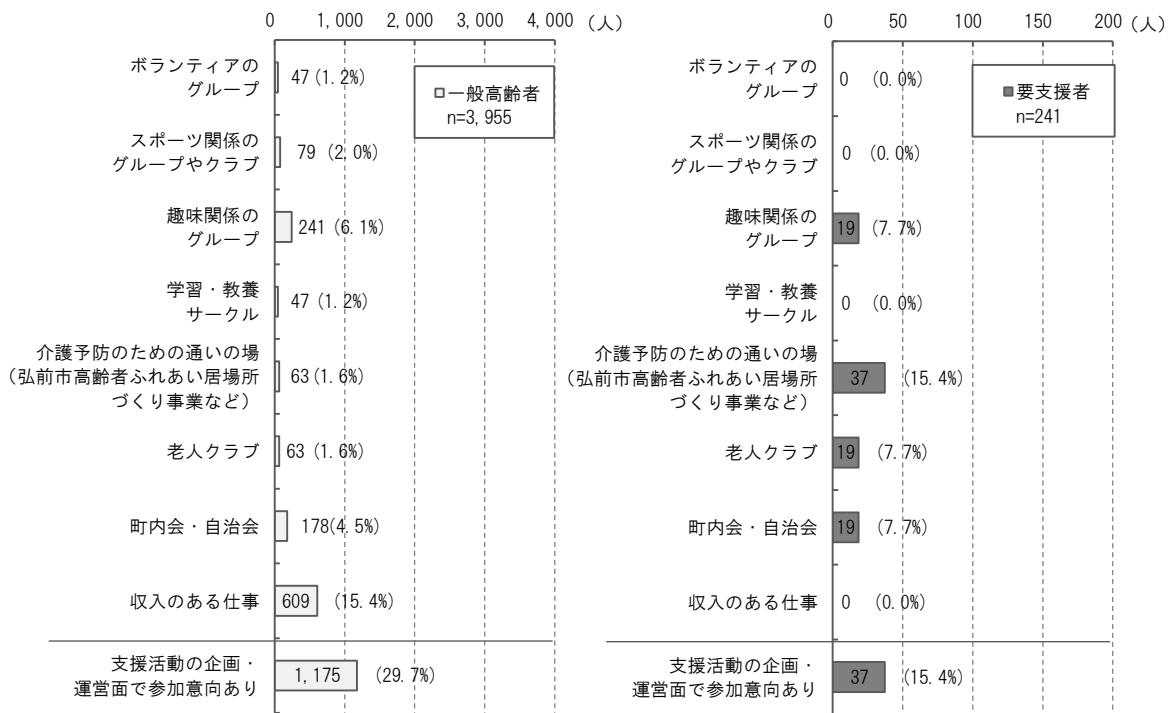 0 1,000 2,000 3,000 4,000 (人)
ボランティアの
グループ
47(1.2%)
□一般高齢者
n=3,955
スポーツ関係の
グループやクラブ
79 (2.0%)
趣味関係の
グループ
241(6.1%)
学習・教養
サークル
47 (1.2%)
介護予防のための通いの場
(弘前市高齢者ふれあい居場所
づくり事業など)
63(1.6%)
老人クラブ
63 (1.6%)
町内会・自治会
178(4.5%)
収入のある仕事
609 (15.4%)
支援活動の企画・
運営面で参加意向あり
1,175 (29.7%)
0 50 100 150 200 (人)
ボランティアの
グループ
0 (0.0%)
■要支援者
n=241
スポーツ関係の
グループやクラブ
0 (0.0%)
趣味関係の
グループ
19 (7.7%)
学習・教養
サークル
0 (0.0%)
介護予防のための通いの場
(弘前市高齢者ふれあい居場所
づくり事業など)
37 (15.4%)
老人クラブ
19 (7.7%)
町内会・自治会
19 (7.7%)
収入のある仕事
0 (0.0%)
支援活動の企画・
運営面で参加意向あり
37 (15.4%)